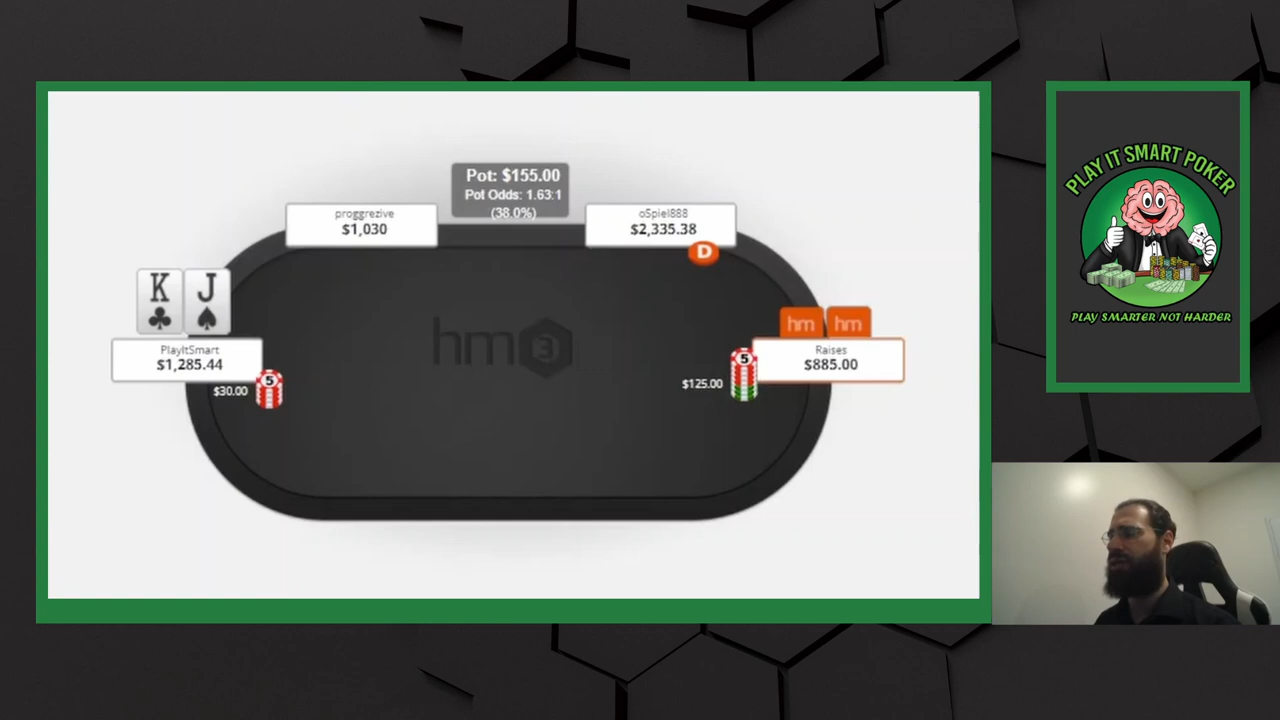 Pot: $155.00
Pot Odds: 1.63:1
(38.0%)
proggrezive
$1,030
oSpiel888
$2,335.38
D
K J
hm hm
PlayItSmart
$1,285.44
Raises
$885.00
hm 3
5
$30.00
5
$125.00
PLAY IT SMART POKER
PLAY SMARTER NOT HARDER